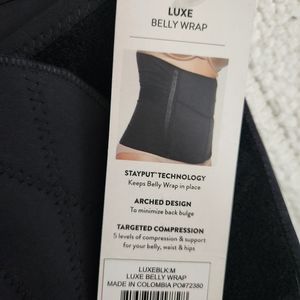 LUXE
BELLY WRAP
STAYPUT™ TECHNOLOGY
Keeps Belly Wrap in place
ARCHED DESIGN
To minimize back bulge
TARGETED COMPRESSION
5 levels of compression & support
for your belly, waist & hips
LUXEBLK:M
LUXE BELLY WRAP
MADE IN COLOMBIA PO#72380